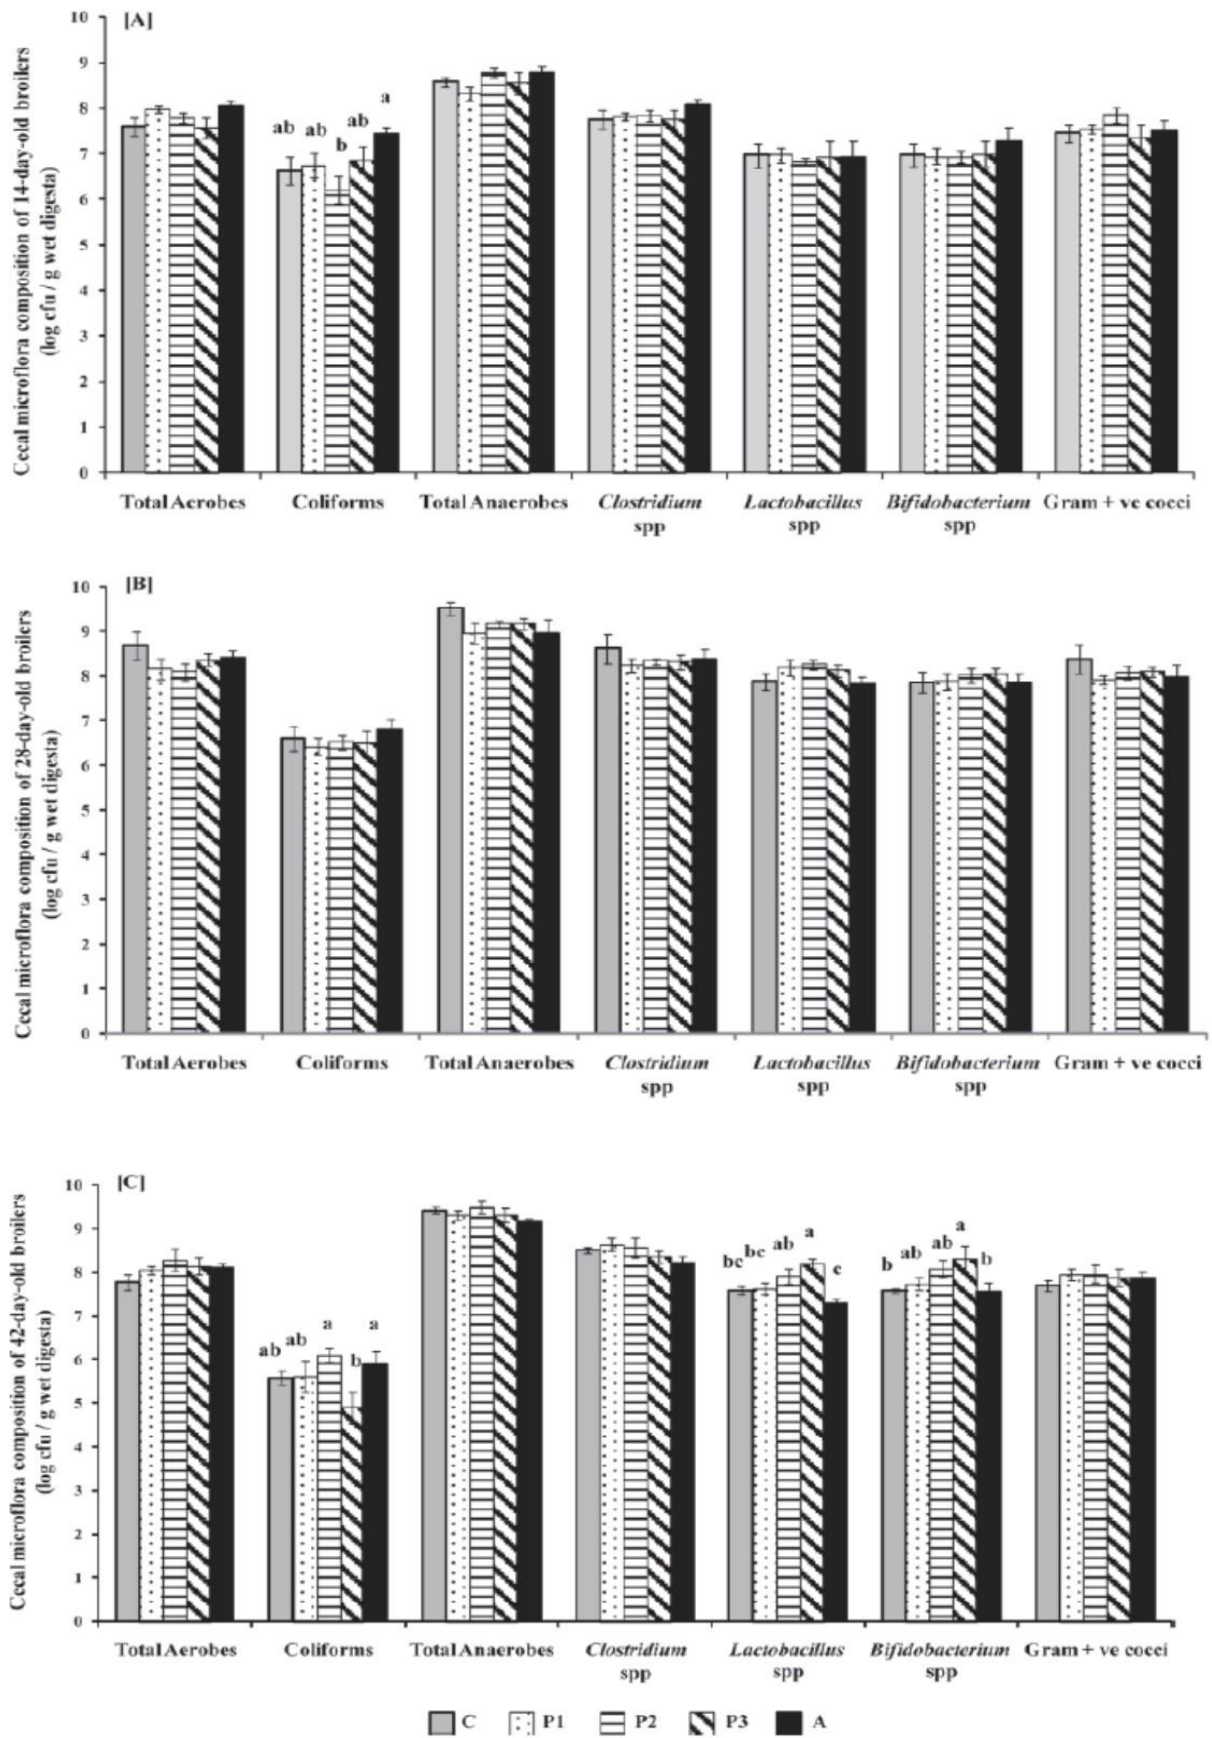 [A]
Cecal microflora composition of 14-day-old broilers
(log cfu / g wet digesta)
10
9
8
7
6
5
4
3
2
1
0
ab ab b ab a
Total Aerobes Coliforms Total Anaerobes Clostridium Lactobacillus Bifidobacterium Gram + ve cocci
spp spp spp
[B]
Cecal microflora composition of 28-day-old broilers
(log cfu / g wet digesta)
10
9
8
7
6
5
4
3
2
1
0
Total Aerobes Coliforms Total Anaerobes Clostridium Lactobacillus Bifidobacterium Gram + ve cocci
spp spp spp
[C]
Cecal microflora composition of 42-day-old broilers
(log cfu / g wet digesta)
10
9
8
7
6
5
4
3
2
1
0
ab ab a b a
bc bc ab a c
b ab ab a b
Total Aerobes Coliforms Total Anaerobes Clostridium Lactobacillus Bifidobacterium Gram + ve cocci
spp spp spp
C P1 P2 P3 A